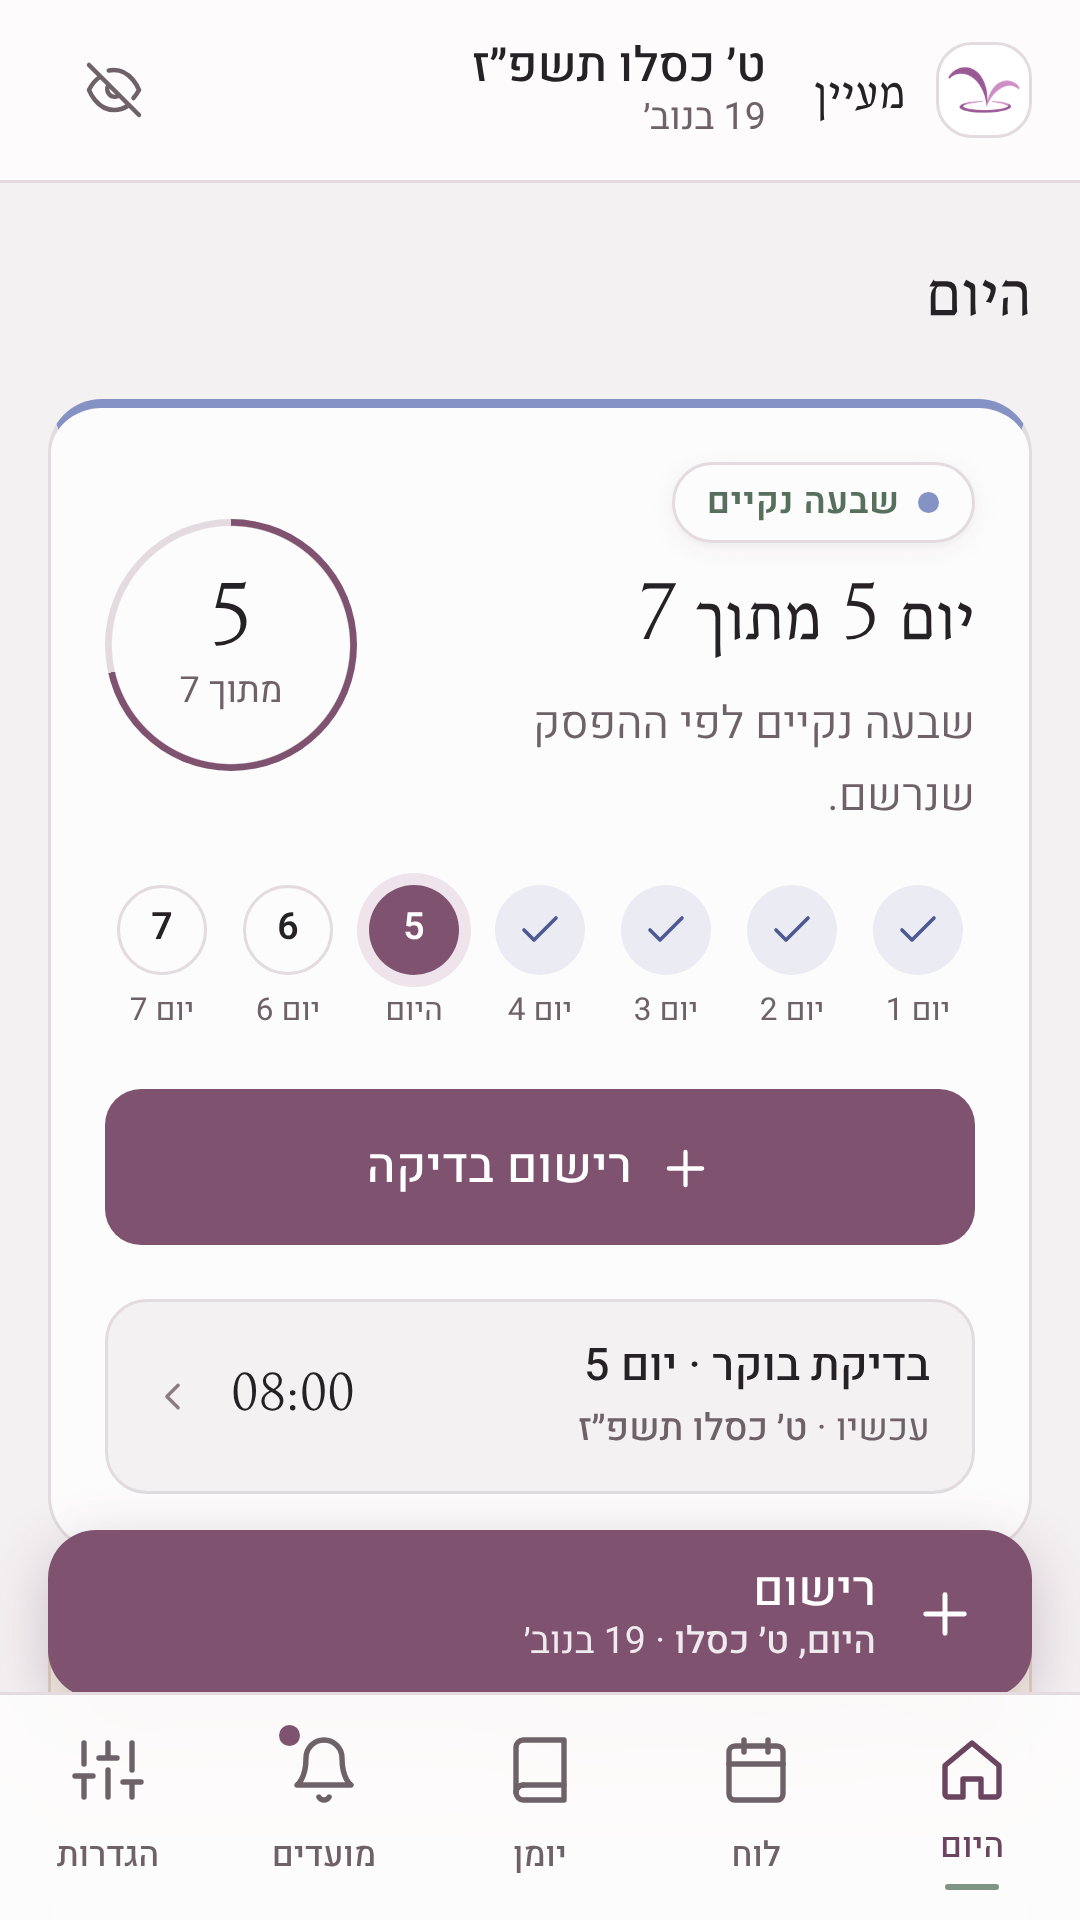 מעיין
ט׳ כסלו תשפ״ז
19 בנוב׳
היום
שבעה נקיים
יום 5 מתוך 7
שבעה נקיים לפי ההפסק
שנרשם.
5
מתוך 7
5
6
7
יום 1
יום 2
יום 3
יום 4
היום
יום 6
יום 7
רישום בדיקה
בדיקת בוקר · יום 5
עכשיו · ט׳ כסלו תשפ״ז
08:00
רישום
היום, ט׳ כסלו · 19 בנוב׳
היום
לוח
יומן
מועדים
הגדרות